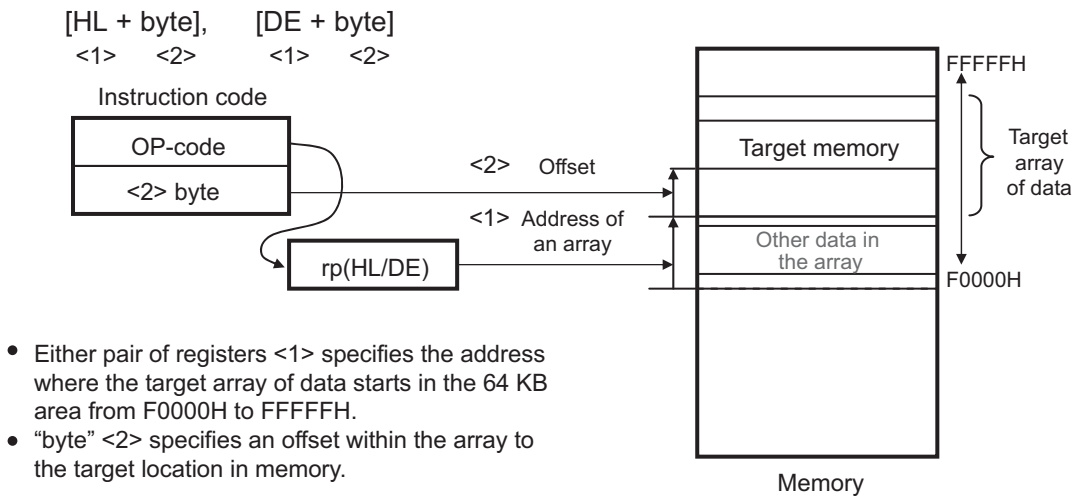 [HL + byte], [DE + byte]
<1> <2> <1> <2>
Instruction code
OP-code
<2> byte
rp(HL/DE)
<2> Offset
<1> Address of
an array
Target memory
Other data in
the array
FFFFFH
Target
array
of data
F0000H
Memory
• Either pair of registers <1> specifies the address
where the target array of data starts in the 64 KB
area from F0000H to FFFFFH.
• “byte” <2> specifies an offset within the array to
the target location in memory.